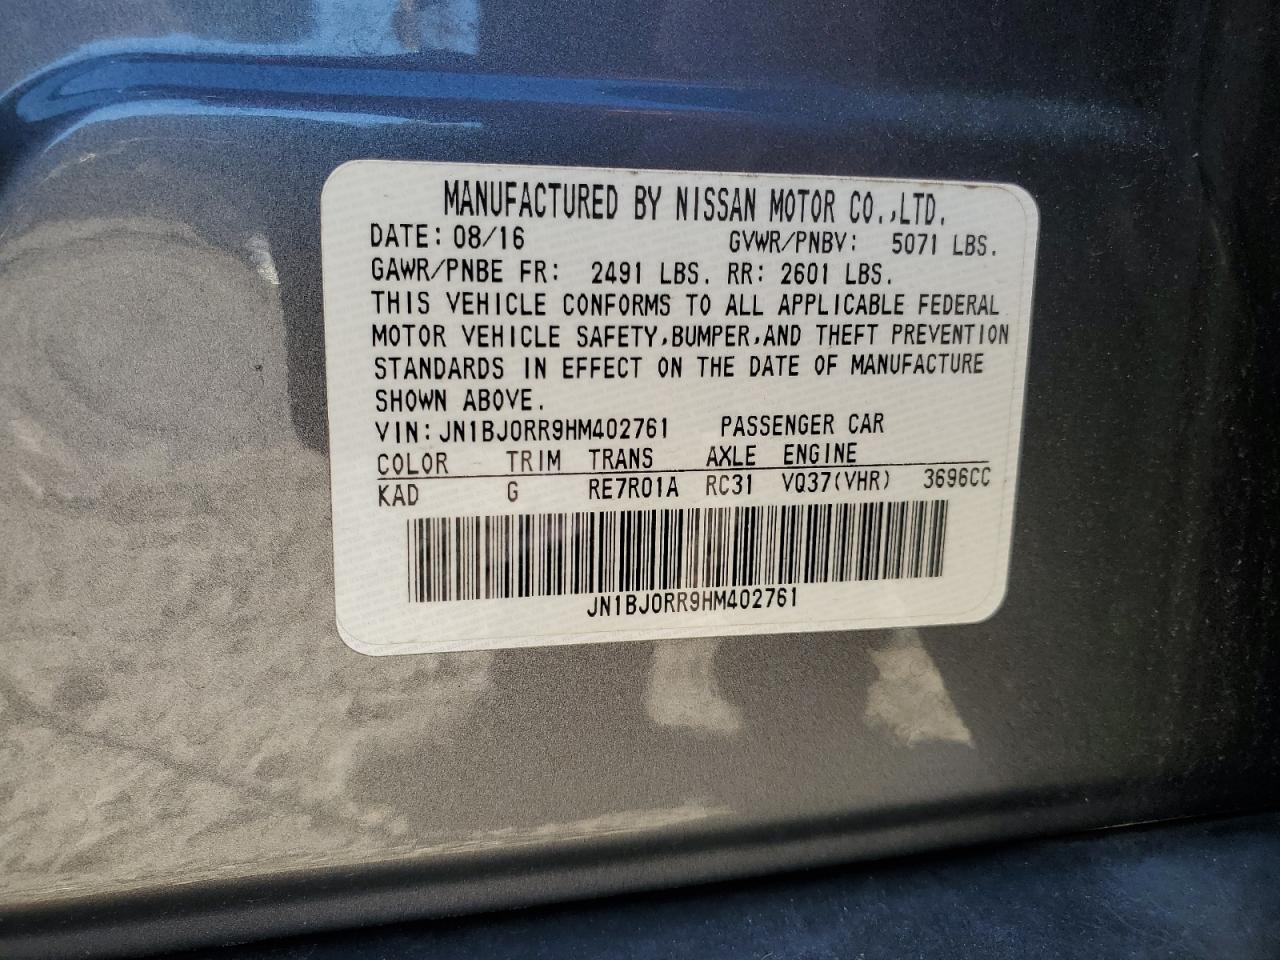 MANUFACTURED BY NISSAN MOTOR CO.,LTD.
DATE: 08/16 GVWR/PNBV: 5071 LBS.
GAWR/PNBE FR: 2491 LBS. RR: 2601 LBS.
THIS VEHICLE CONFORMS TO ALL APPLICABLE FEDERAL
MOTOR VEHICLE SAFETY,BUMPER,AND THEFT PREVENTION
STANDARDS IN EFFECT ON THE DATE OF MANUFACTURE
SHOWN ABOVE.
VIN: JN1BJ0RR9HM402761 PASSENGER CAR
COLOR TRIM TRANS AXLE ENGINE
KAD G RE7R01A RC31 VQ37(VHR) 3696CC
JN1BJ0RR9HM402761